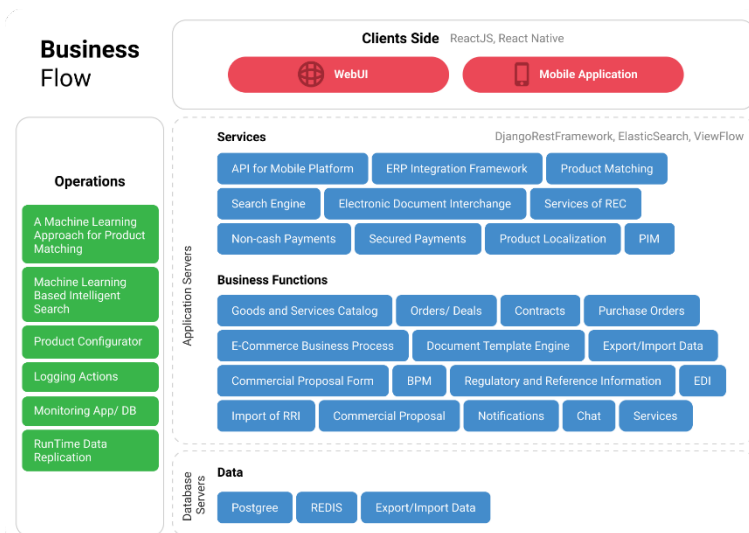 Business
Flow
Clients Side ReactJS, React Native
WebUI
Mobile Application
Operations
A Machine Learning
Approach for Product
Matching
Machine Learning
Based Intelligent
Search
Product Configurator
Logging Actions
Monitoring App/ DB
RunTime Data
Replication
Application Servers
Services
DjangoRestFramework, ElasticSearch, ViewFlow
API for Mobile Platform
ERP Integration Framework
Product Matching
Search Engine
Electronic Document Interchange
Services of REC
Non-cash Payments
Secured Payments
Product Localization
PIM
Business Functions
Goods and Services Catalog
Orders/ Deals
Contracts
Purchase Orders
E-Commerce Business Process
Document Template Engine
Export/Import Data
Commercial Proposal Form
BPM
Regulatory and Reference Information
EDI
Import of RRI
Commercial Proposal
Notifications
Chat
Services
Database
Servers
Data
Postgree
REDIS
Export/Import Data